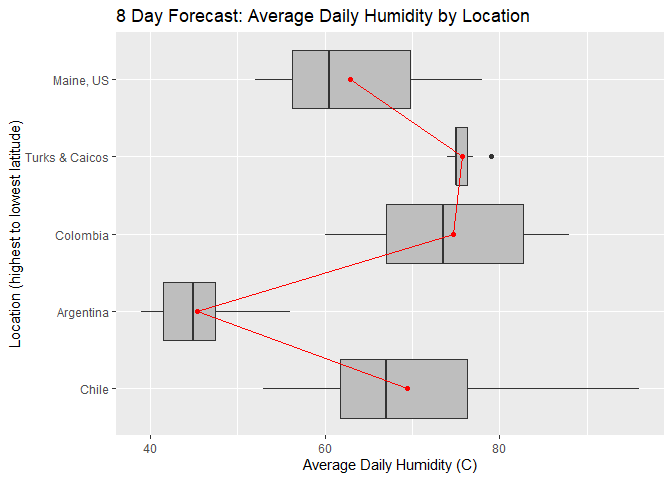 8 Day Forecast: Average Daily Humidity by Location
Location (highest to lowest latitude)
Maine, US
Turks & Caicos
Colombia
Argentina
Chile
40 60 80
Average Daily Humidity (C)